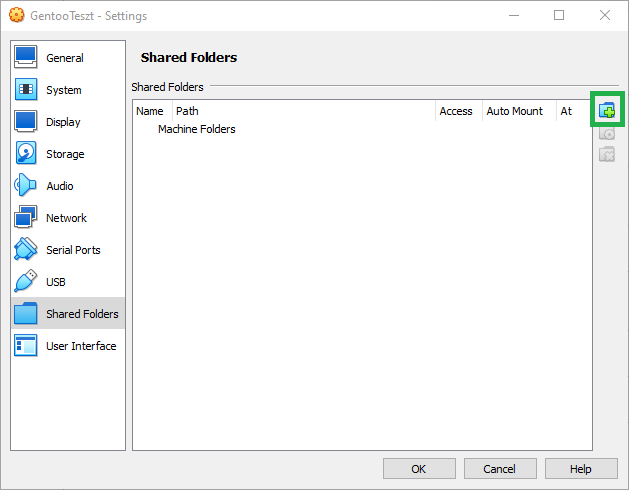 GentooTeszt - Settings
General
System
Display
Storage
Audio
Network
Serial Ports
USB
Shared Folders
User Interface
Shared Folders
Shared Folders
Name Path Access Auto Mount At
Machine Folders
OK Cancel Help